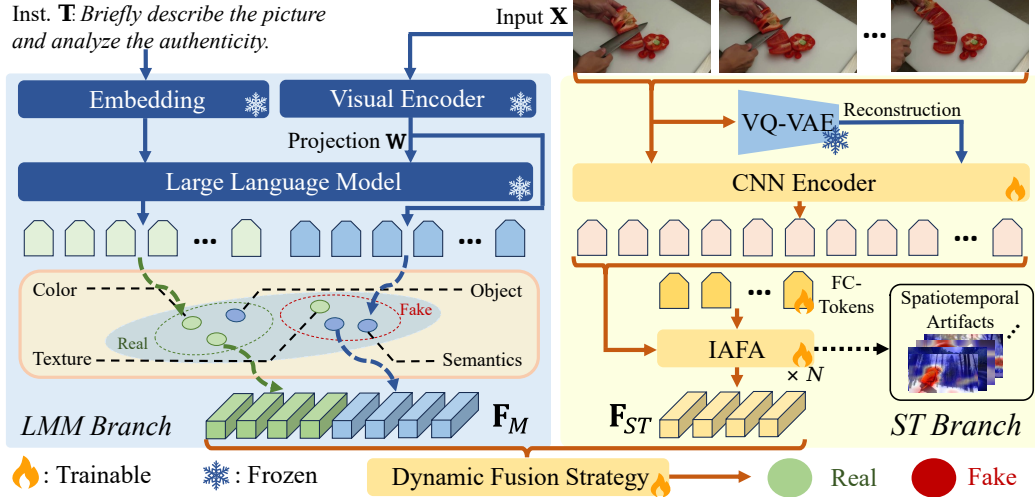 Inst. T: Briefly describe the picture
and analyze the authenticity.
Input X
Embedding
Visual Encoder
Projection W
Large Language Model
Color
Object
Real
Fake
Texture
Semantics
LMM Branch
F_M
VQ-VAE
Reconstruction
CNN Encoder
FC-
Tokens
IAFA
× N
Spatiotemporal
Artifacts
F_ST
ST Branch
: Trainable
: Frozen
Dynamic Fusion Strategy
Real
Fake